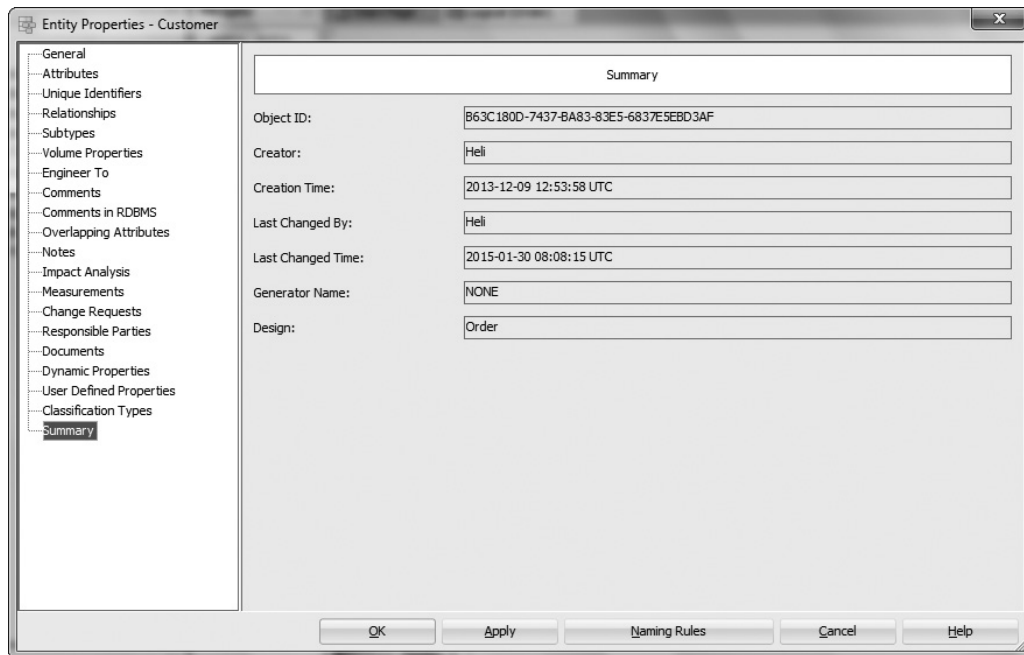 Entity Properties - Customer
X
General
Attributes
Unique Identifiers
Relationships
Subtypes
Volume Properties
Engineer To
Comments
Comments in RDBMS
Overlapping Attributes
Notes
Impact Analysis
Measurements
Change Requests
Responsible Parties
Documents
Dynamic Properties
User Defined Properties
Classification Types
Summary
Summary
Object ID: B63C180D-7437-BA83-83E5-6837E5EBD3AF
Creator: Heli
Creation Time: 2013-12-09 12:53:58 UTC
Last Changed By: Heli
Last Changed Time: 2015-01-30 08:08:15 UTC
Generator Name: NONE
Design: Order
OK Apply Naming Rules Cancel Help